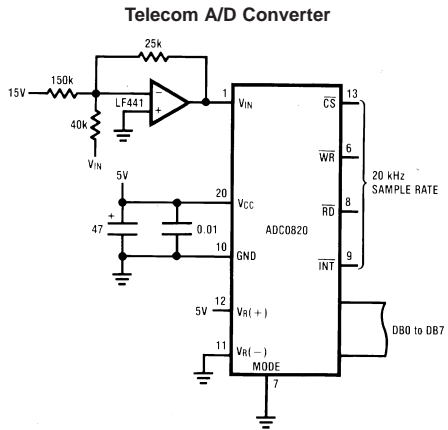 Telecom A/D Converter
25k
150k
15V
LF441
−
+
40k
VIN
1
VIN
CS
13
WR
6
20 kHz
SAMPLE RATE
5V
20
VCC
RD
8
+
47
0.01
ADC0820
10
GND
INT
9
5V
12
VR(+)
DB0 to DB7
11
VR(−)
MODE
7